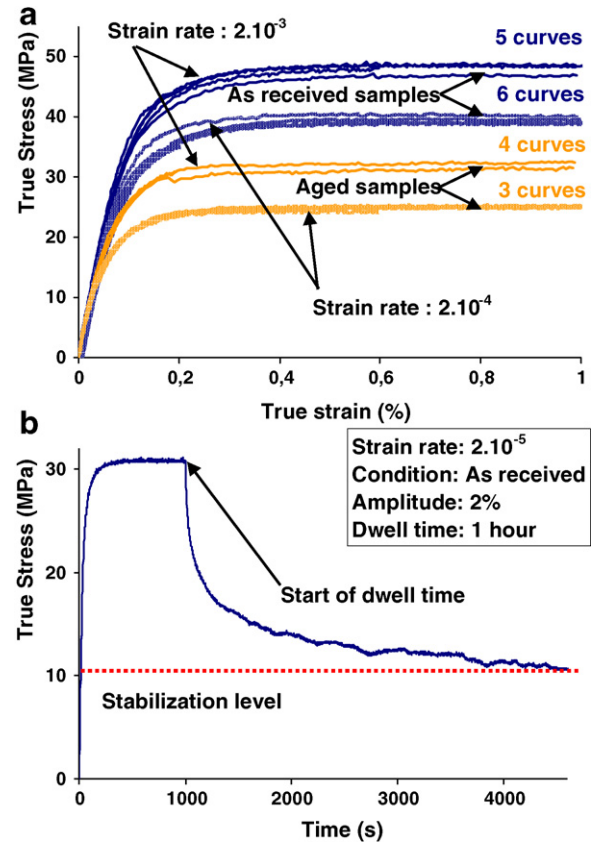 a
Strain rate : 2.10⁻³
5 curves
As received samples
6 curves
4 curves
Aged samples
3 curves
Strain rate : 2.10⁻⁴
True Stress (MPa)
50
40
30
20
10
0
0
0,2
0,4
0,6
0,8
1
True strain (%)
b
Strain rate: 2.10⁻⁵
Condition: As received
Amplitude: 2%
Dwell time: 1 hour
Start of dwell time
Stabilization level
True Stress (MPa)
30
20
10
0
0
1000
2000
3000
4000
Time (s)